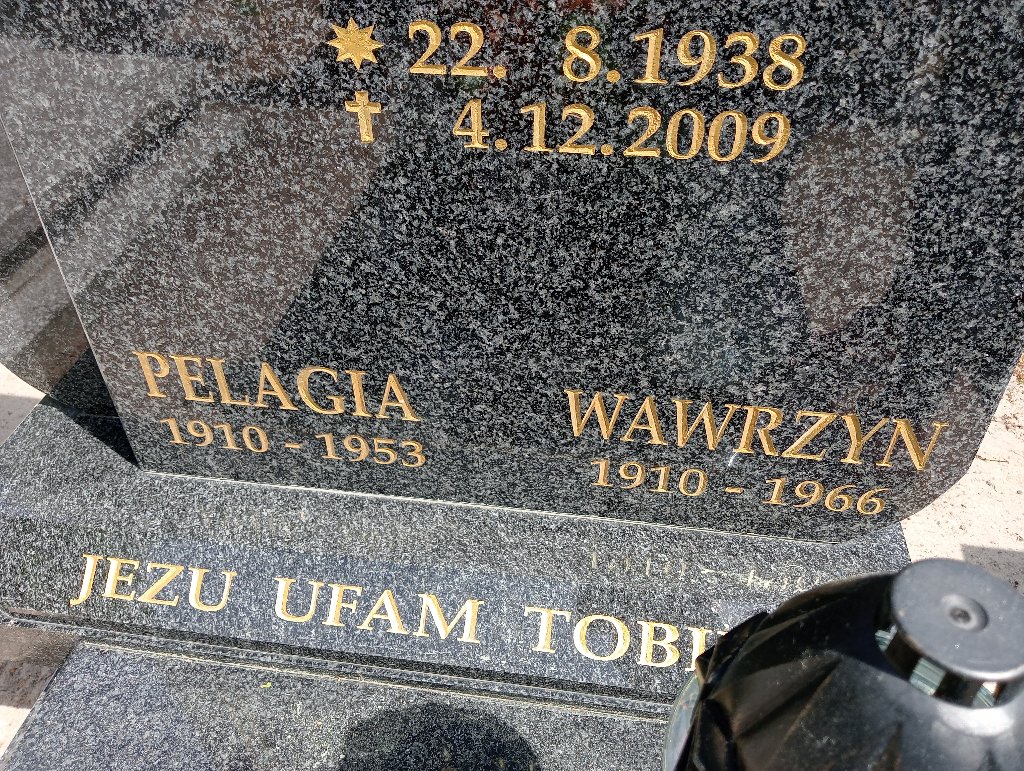 22. 8.1938
4.12.2009
PELAGIA
1910 - 1953
WAWRZYN
1910 - 1966
JEZU UFAM